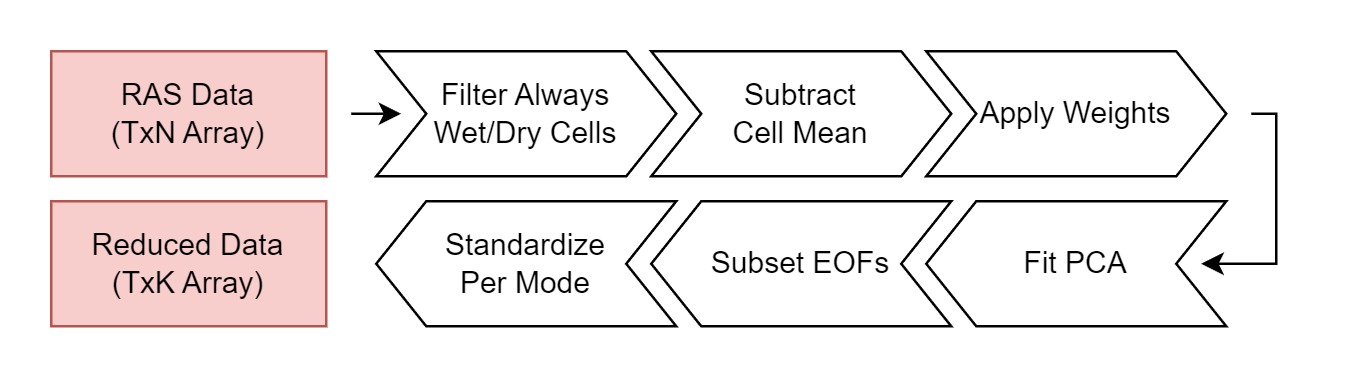 RAS Data
(TxN Array)
Filter Always
Wet/Dry Cells
Subtract
Cell Mean
Apply Weights
Fit PCA
Subset EOFs
Standardize
Per Mode
Reduced Data
(TxK Array)